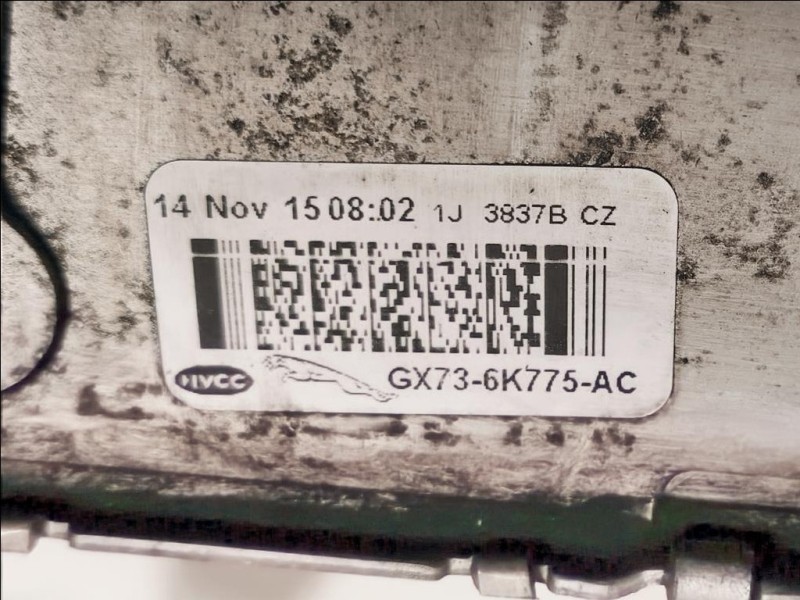 14 Nov 15 08:02 1J 3837B CZ
HVCC GX73-6K775-AC